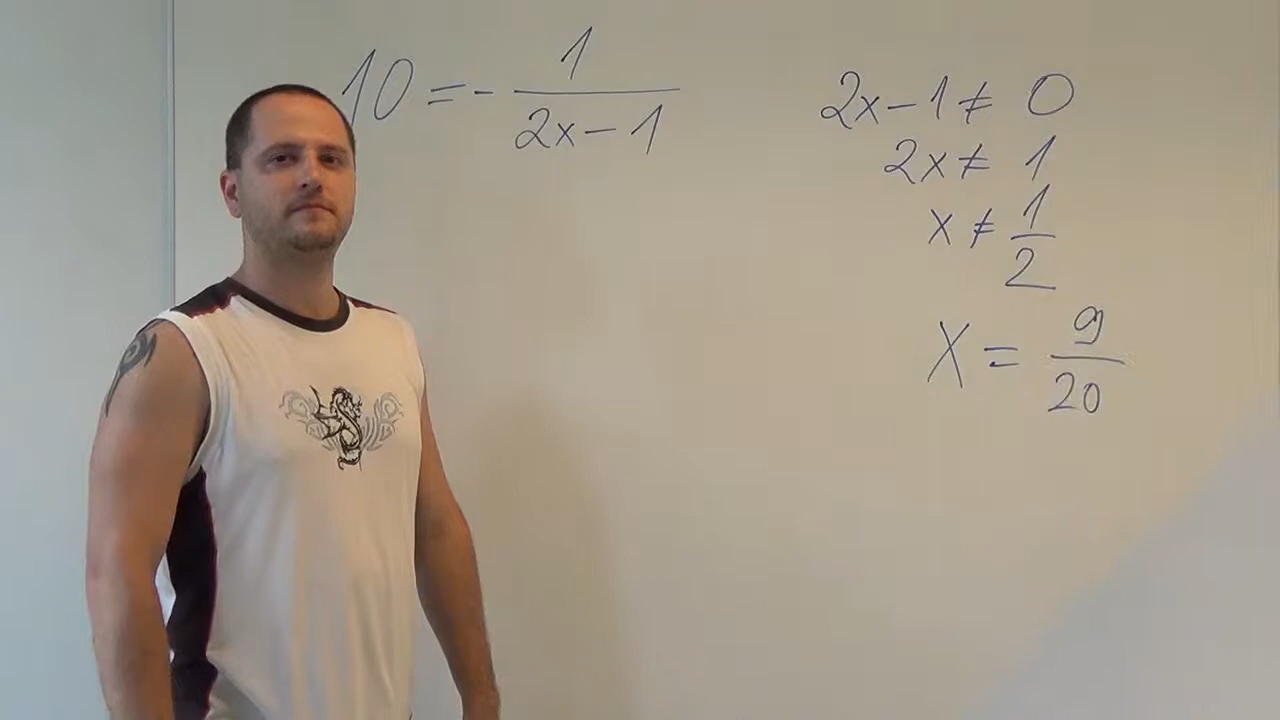 10 = - 1/(2x - 1)
2x - 1 ≠ 0
2x ≠ 1
x ≠ 1/2
X = 9/20